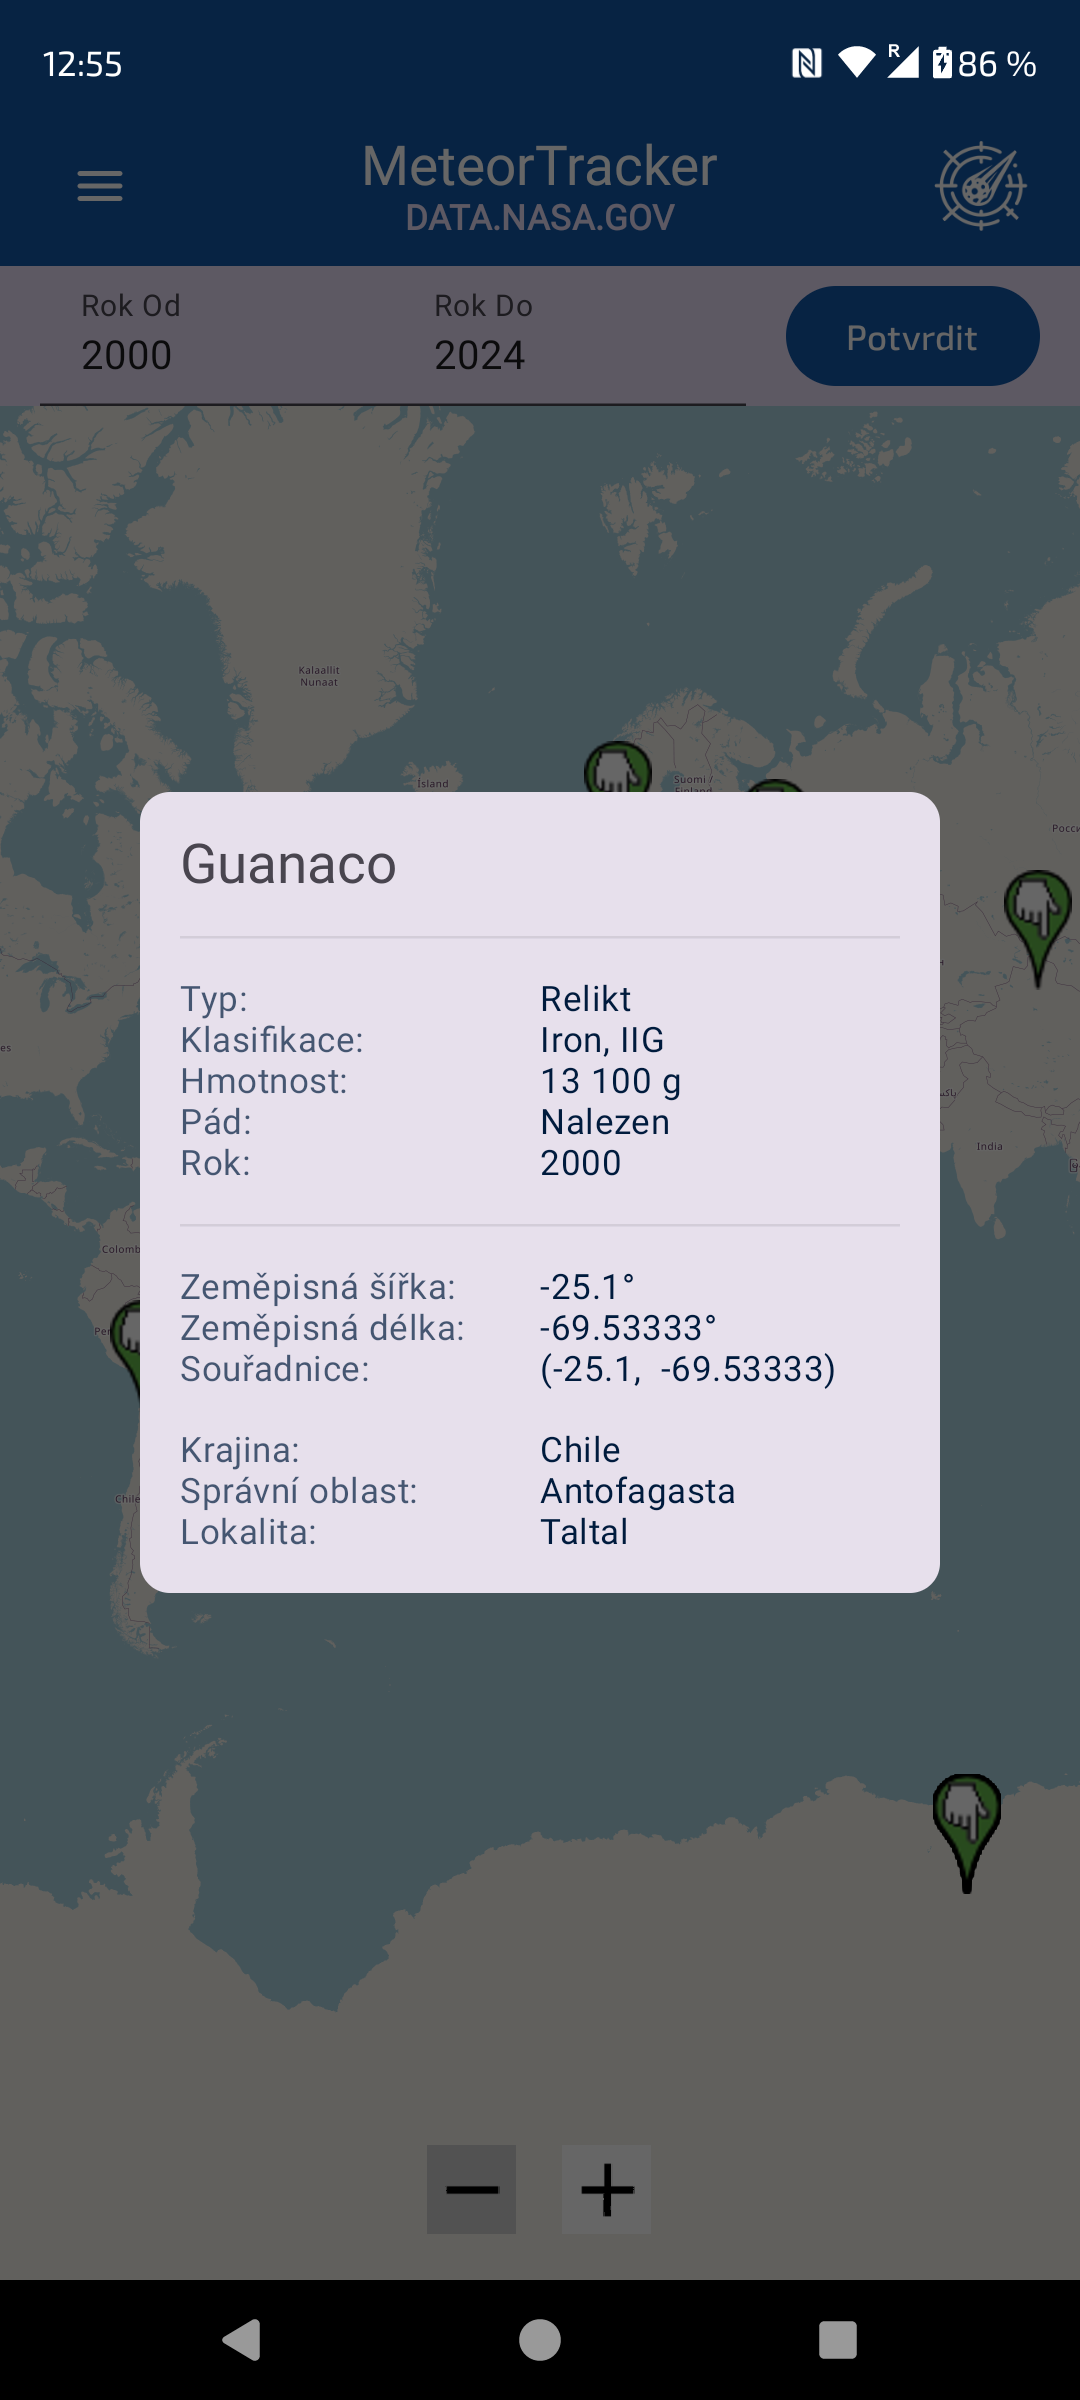 12:55
R
86 %
MeteorTracker
DATA.NASA.GOV
Rok Od
2000
Rok Do
2024
Potvrdit
Kalaallit
Nunaat
Ísland
Suomi /
Guanaco
Typ: Relikt
Klasifikace: Iron, IIG
Hmotnost: 13 100 g
Pád: Nalezen
Rok: 2000
India
Colomb
Zeměpisná šířka: -25.1°
Zeměpisná délka: -69.53333°
Souřadnice: (-25.1, -69.53333)
Per
Krajina: Chile
Správní oblast: Antofagasta
Lokalita: Taltal
Chile